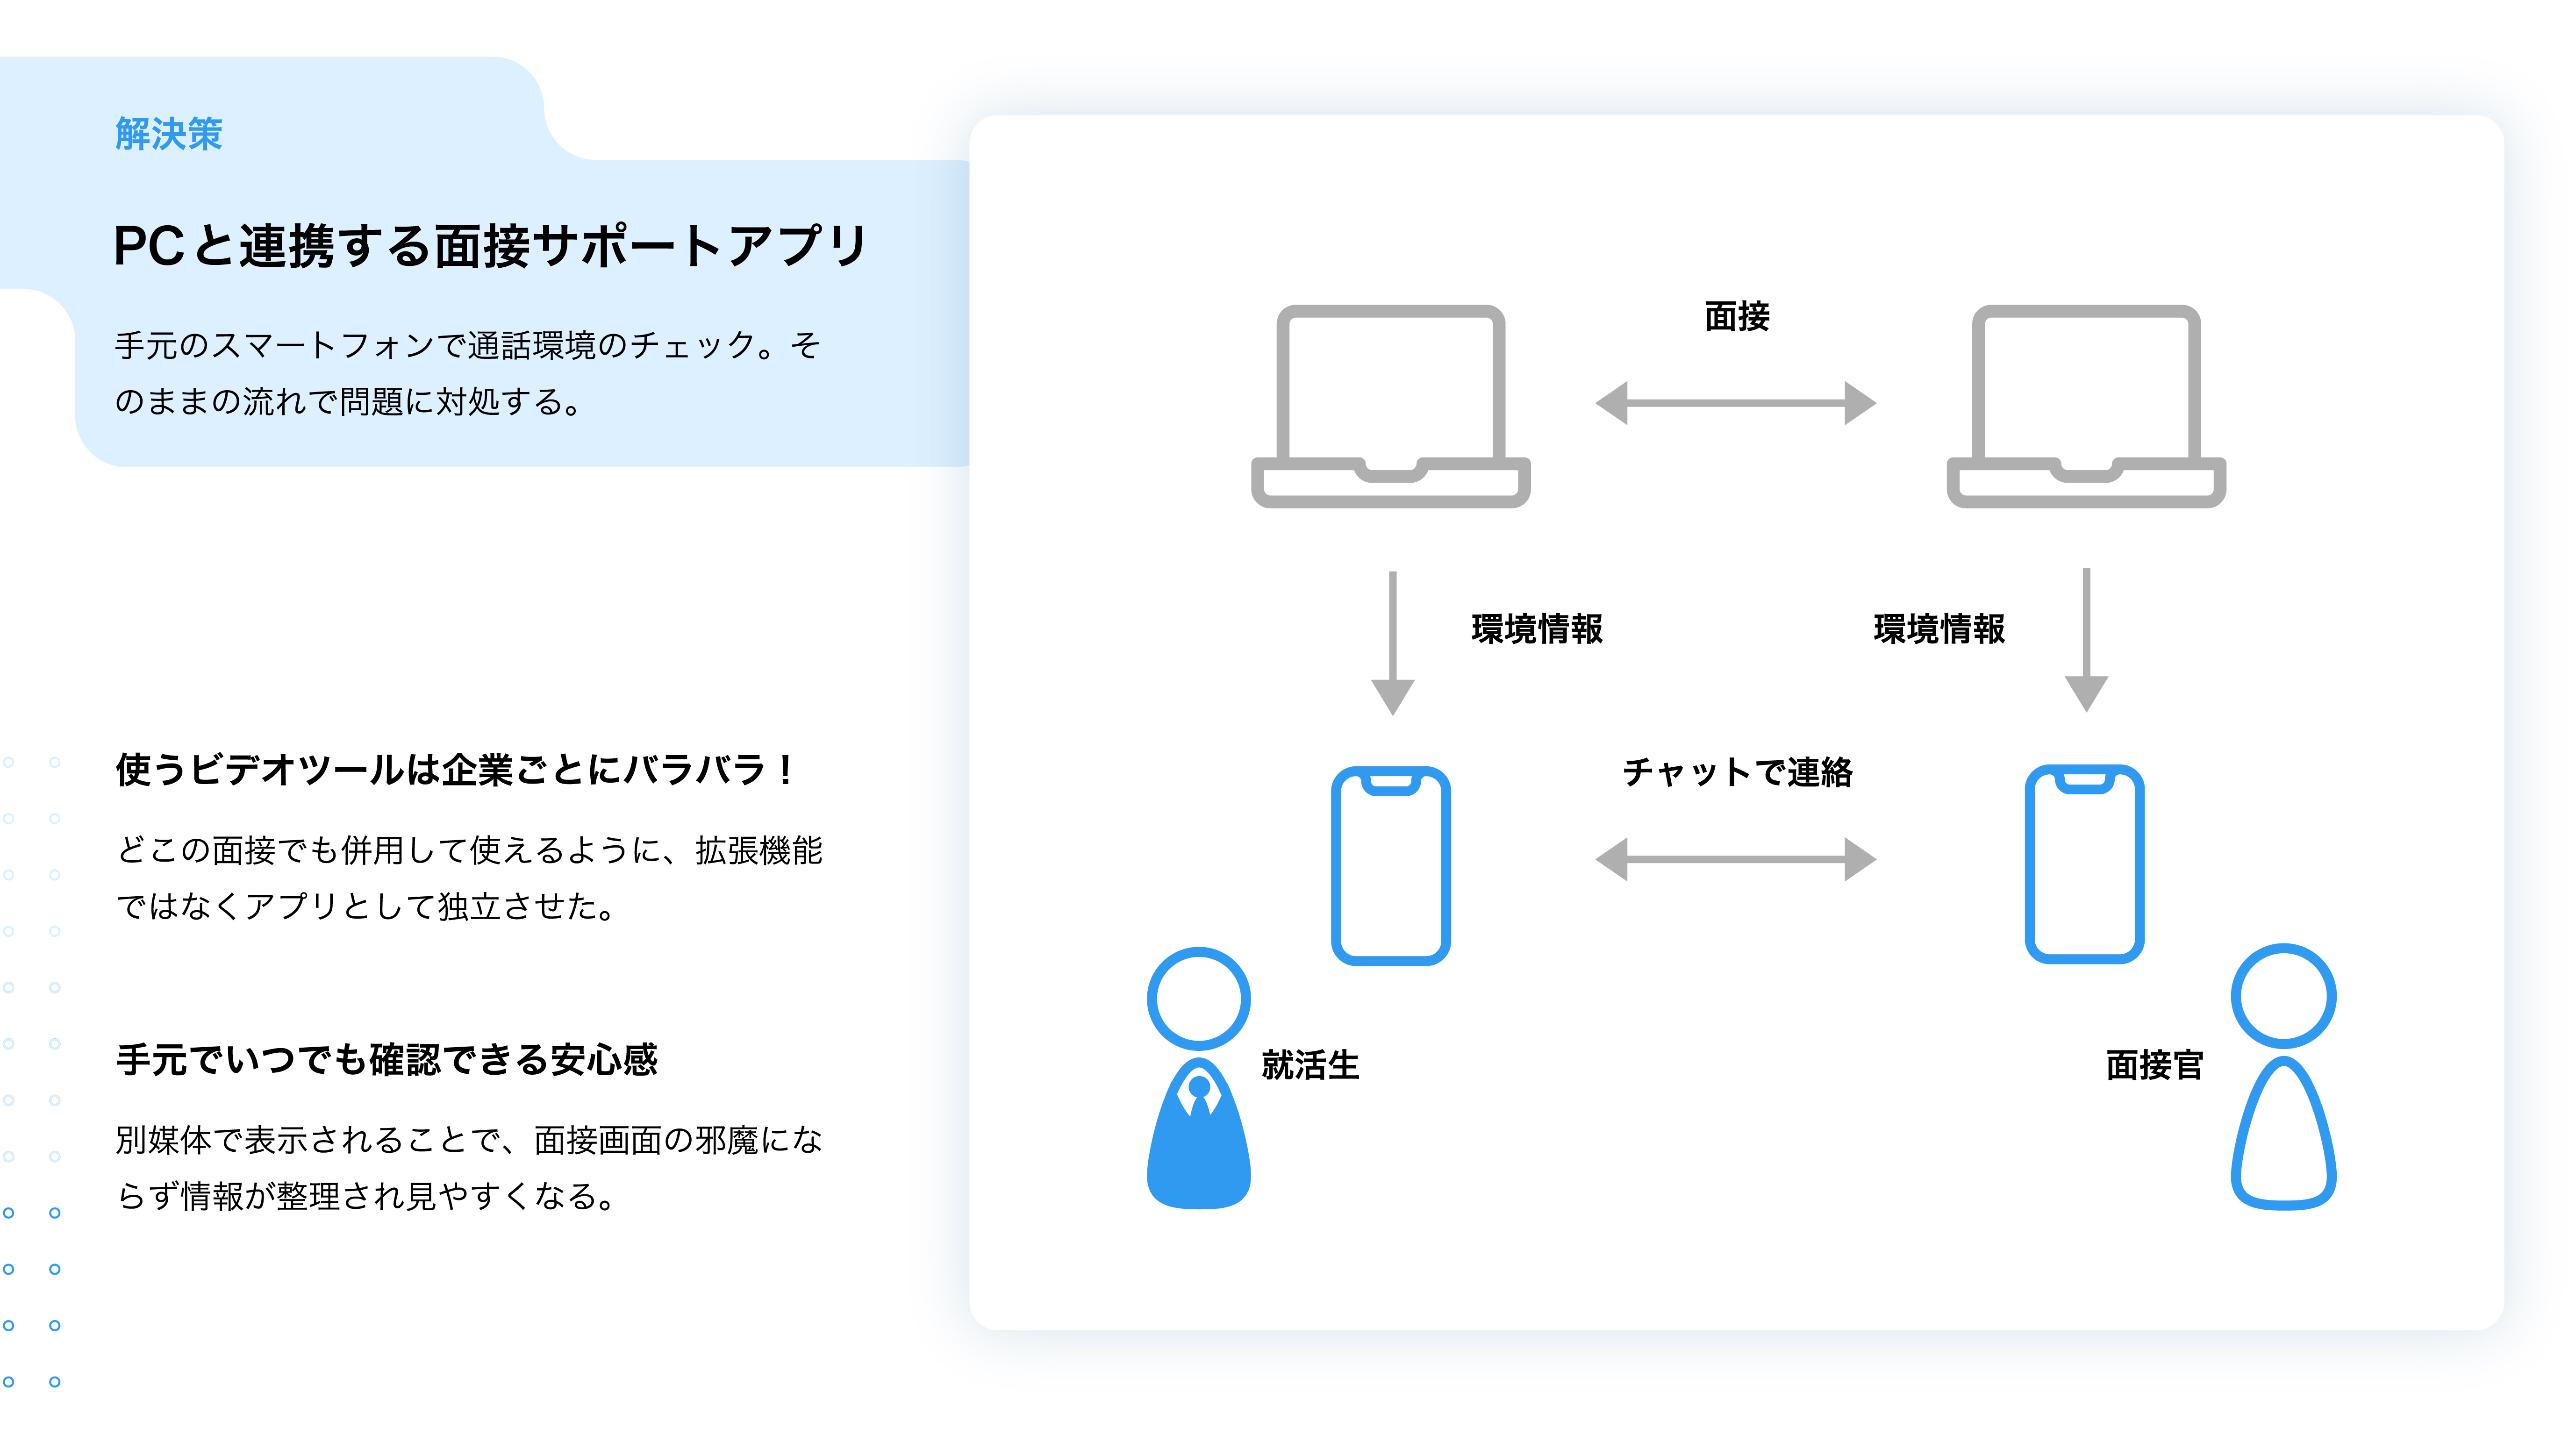 解決策
PCと連携する面接サポートアプリ
手元のスマートフォンで通話環境のチェック。そ
のままの流れで問題に対処する。
使うビデオツールは企業ごとにバラバラ！
どこの面接でも併用して使えるように、拡張機能
ではなくアプリとして独立させた。
手元でいつでも確認できる安心感
別媒体で表示されることで、面接画面の邪魔にな
らず情報が整理され見やすくなる。
面接
環境情報
環境情報
チャットで連絡
就活生
面接官